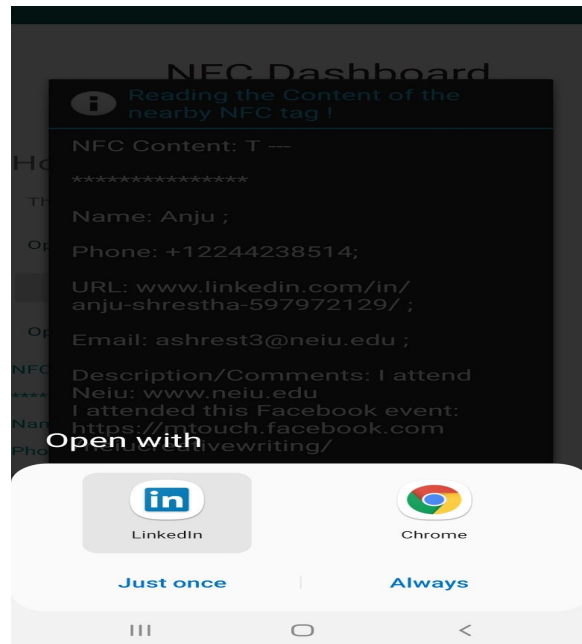 NFC Dashboard
Reading the Content of the
nearby NFC tag !
NFC Content: T ---
***************
Name: Anju ;
Phone: +12244238514;
URL: www.linkedin.com/in/
anju-shrestha-597972129/ ;
Email: ashrest3@neiu.edu ;
Description/Comments: I attend
Neiu: www.neiu.edu
I attended this Facebook event:
https://mtouch.facebook.com
Open with
LinkedIn
Chrome
Just once
Always